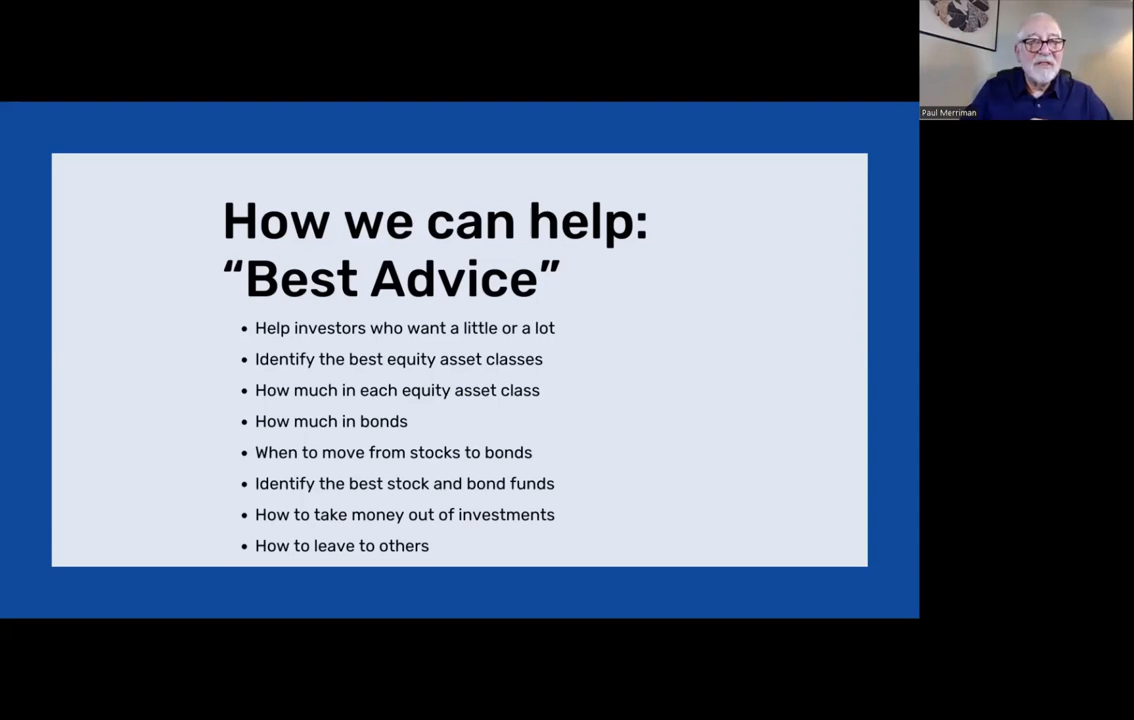 How we can help:
“Best Advice”
• Help investors who want a little or a lot
• Identify the best equity asset classes
• How much in each equity asset class
• How much in bonds
• When to move from stocks to bonds
• Identify the best stock and bond funds
• How to take money out of investments
• How to leave to others
Paul Merriman